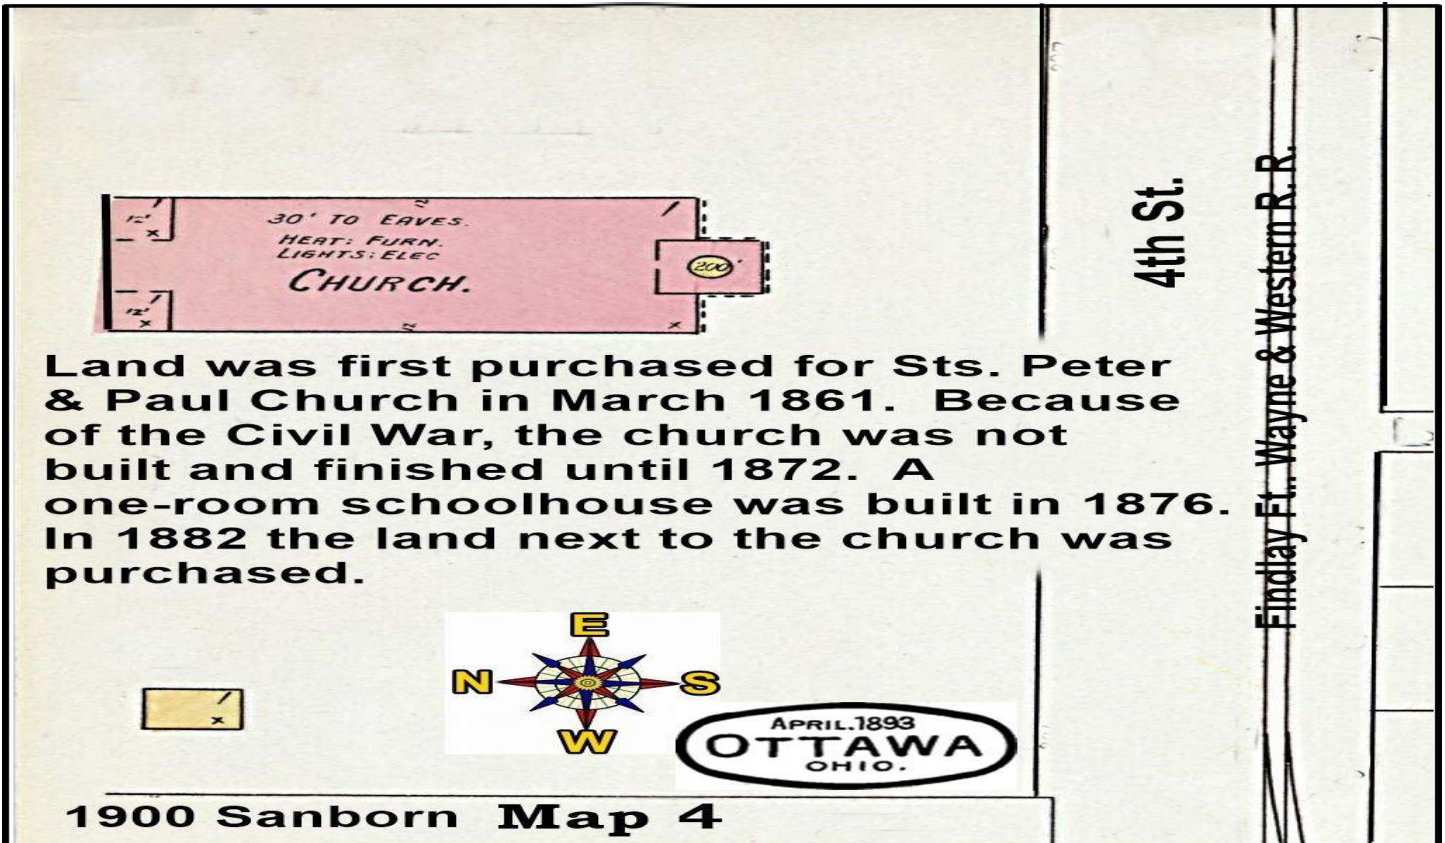 12'
30' TO EAVES.
HEAT: FURN.
LIGHTS: ELEC
CHURCH.
200'
12'
4th St.
Findlay Ft.. Wayne & Western R. R.
Land was first purchased for Sts. Peter
& Paul Church in March 1861. Because
of the Civil War, the church was not
built and finished until 1872. A
one-room schoolhouse was built in 1876.
In 1882 the land next to the church was
purchased.
E
N S
W
APRIL.1893
OTTAWA
OHIO.
1900 Sanborn Map 4